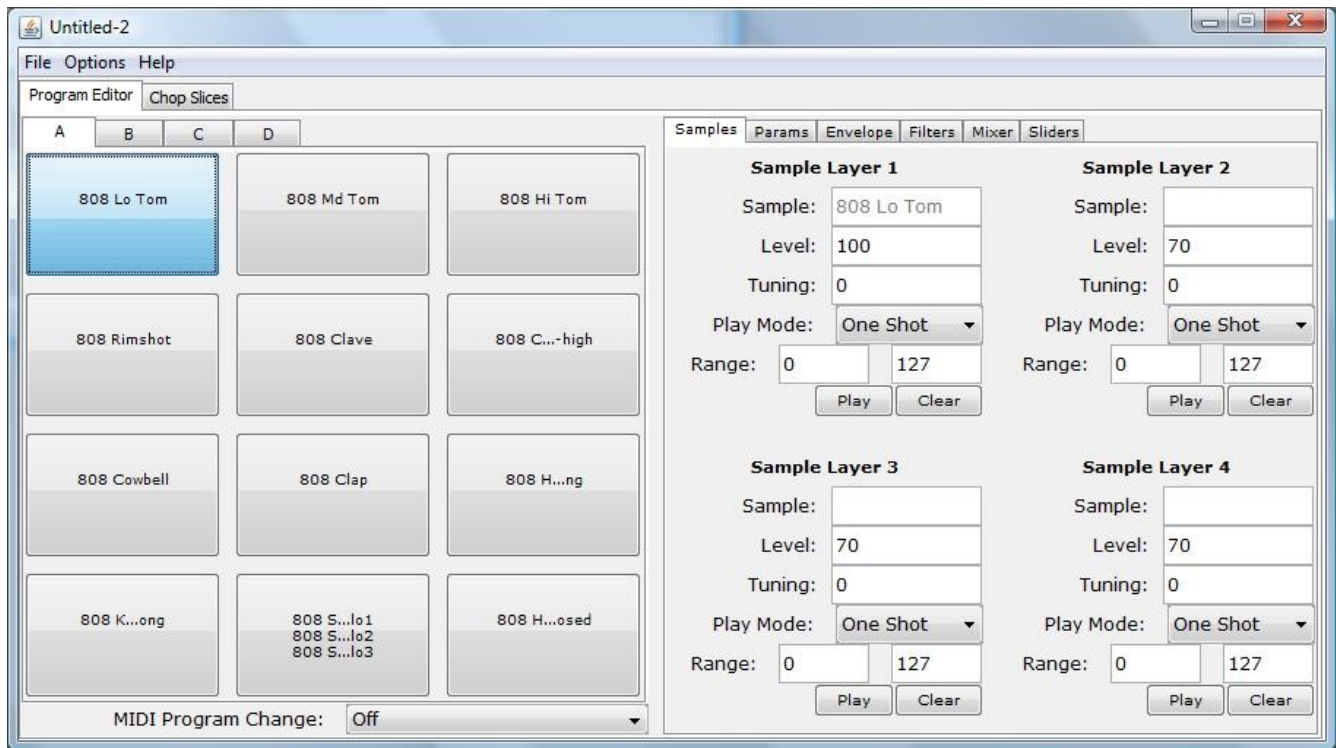 Untitled-2
File Options Help
Program Editor Chop Slices
A B C D
808 Lo Tom 808 Md Tom 808 Hi Tom
808 Rimshot 808 Clave 808 C...-high
808 Cowbell 808 Clap 808 H...ng
808 K...ong 808 S...lo1 808 H...osed
808 S...lo2
808 S...lo3
MIDI Program Change: Off
Samples Params Envelope Filters Mixer Sliders
Sample Layer 1
Sample: 808 Lo Tom
Level: 100
Tuning: 0
Play Mode: One Shot
Range: 0 127
Play Clear
Sample Layer 2
Sample:
Level: 70
Tuning: 0
Play Mode: One Shot
Range: 0 127
Play Clear
Sample Layer 3
Sample:
Level: 70
Tuning: 0
Play Mode: One Shot
Range: 0 127
Play Clear
Sample Layer 4
Sample:
Level: 70
Tuning: 0
Play Mode: One Shot
Range: 0 127
Play Clear